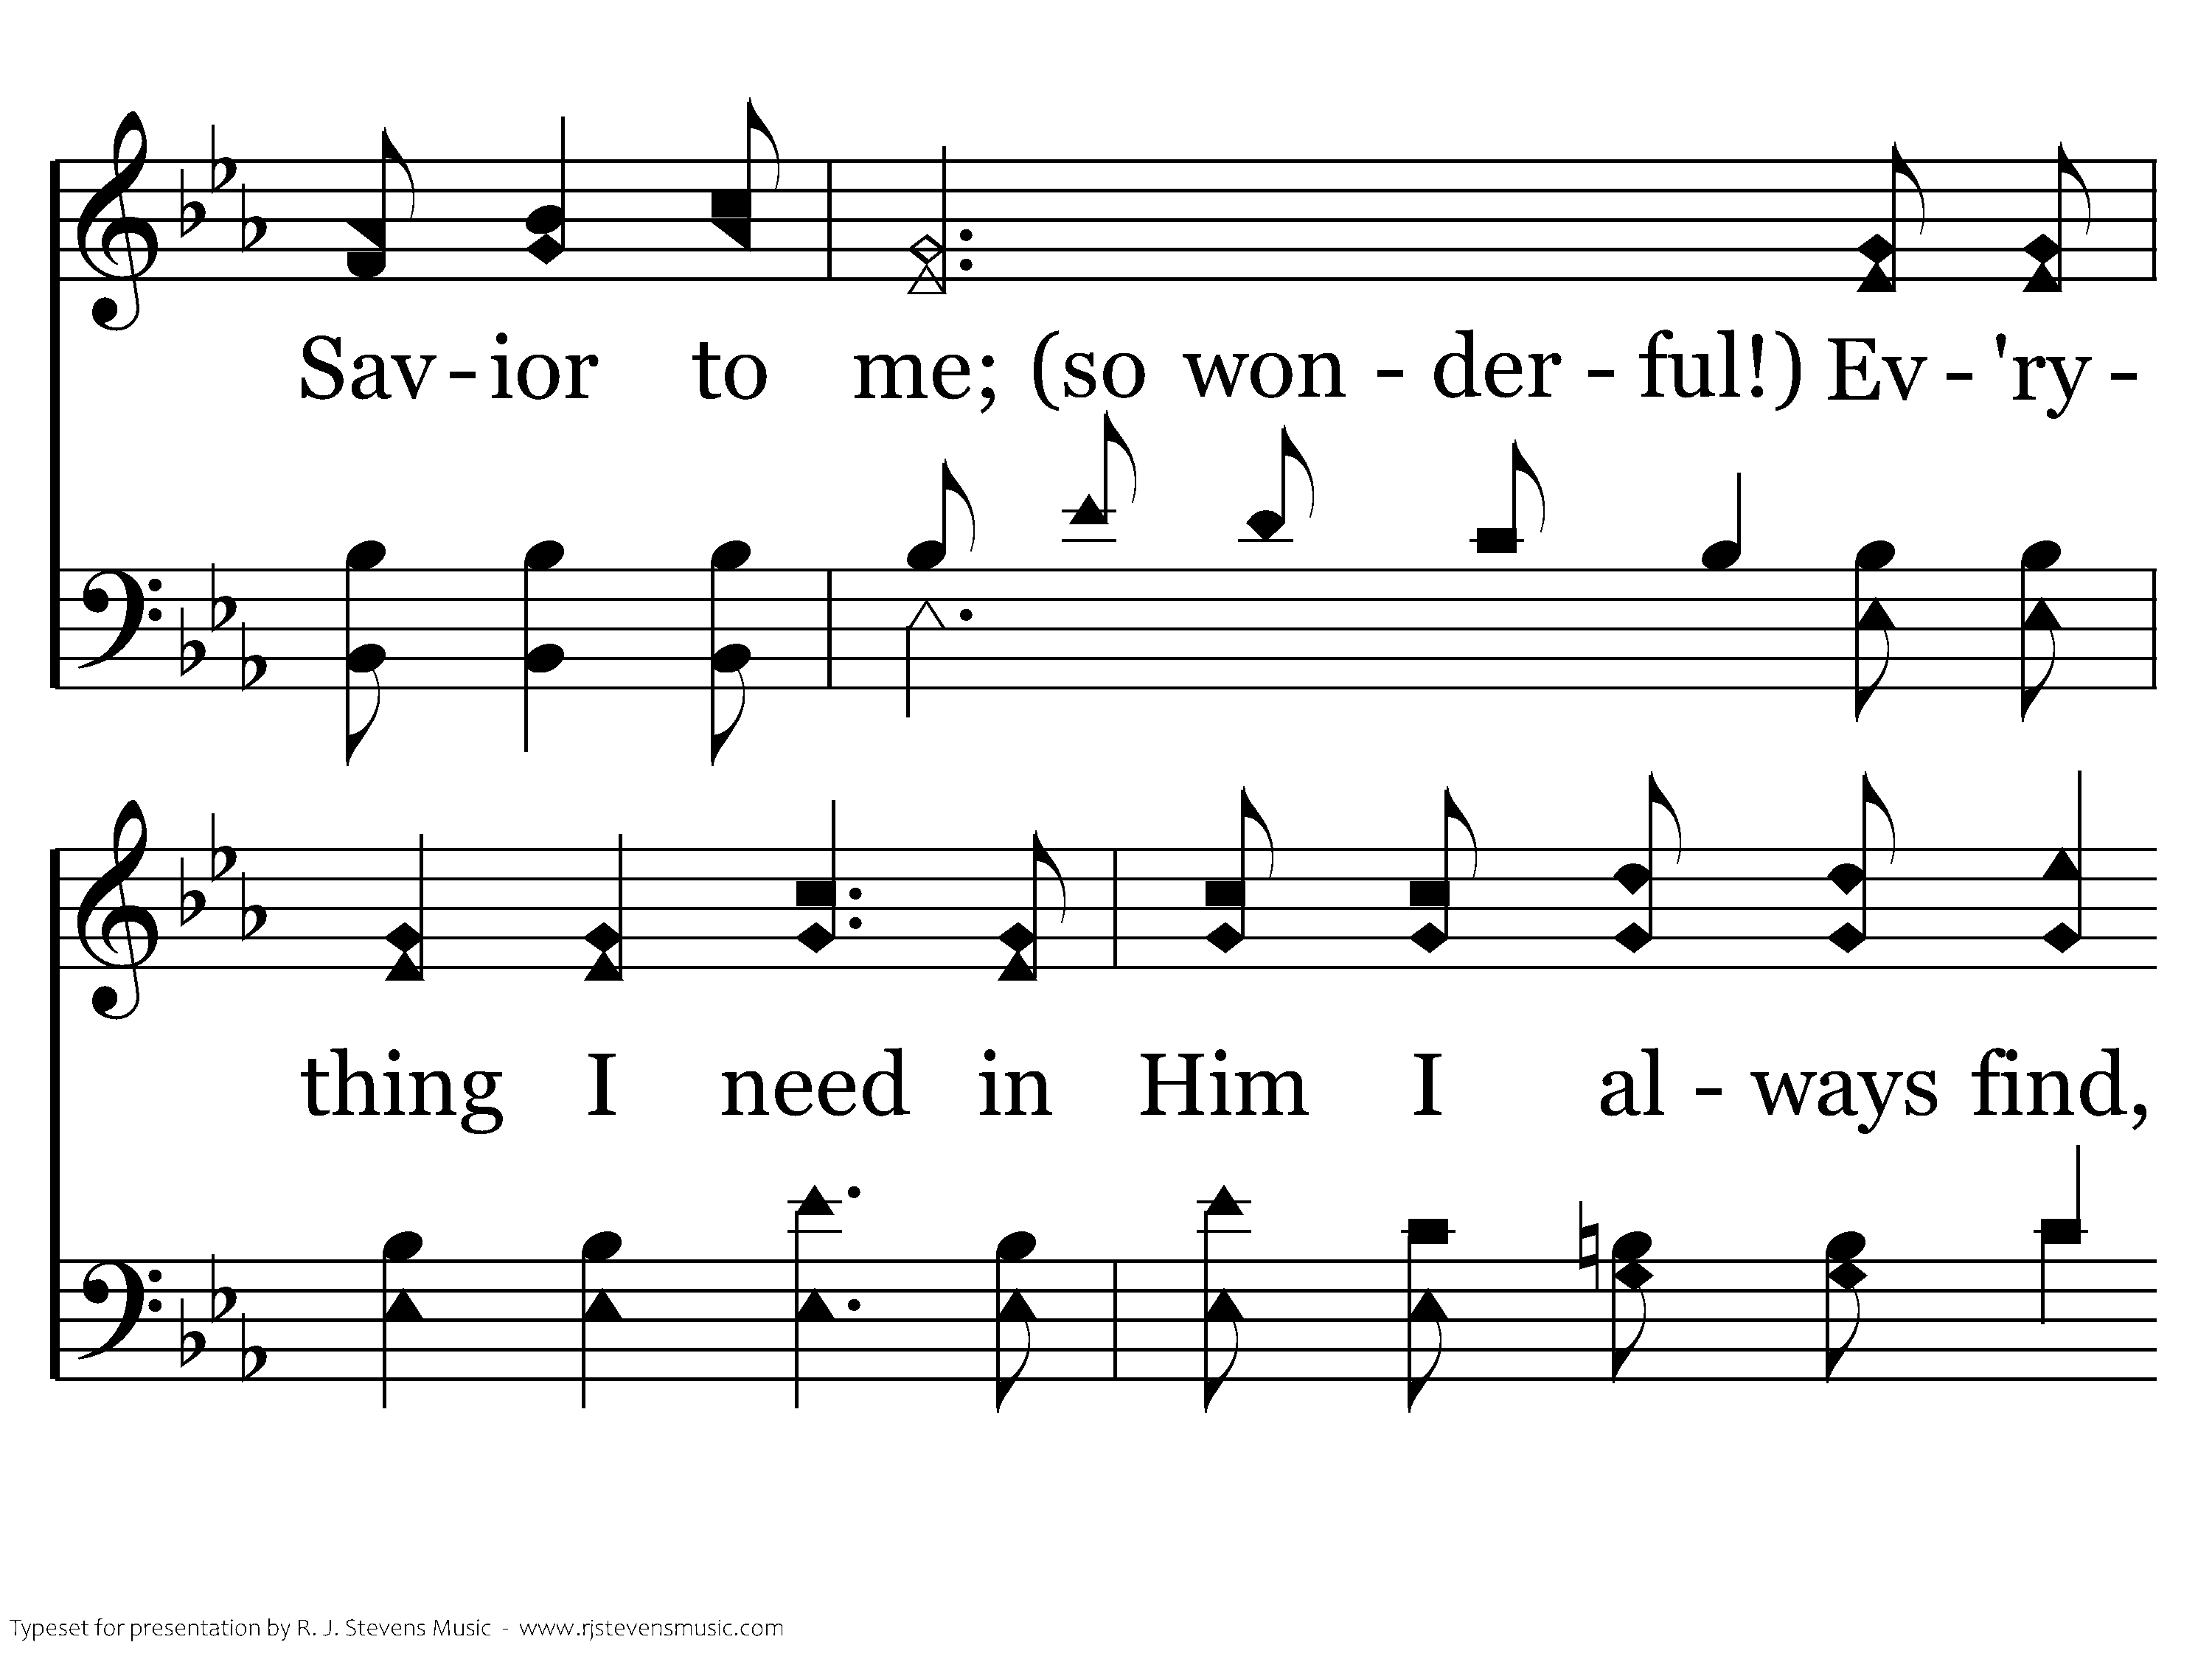 Sav-ior to me; (so won - der - ful!) Ev - 'ry -
thing I need in Him I al - ways find,
Typeset for presentation by R. J. Stevens Music - www.rjstevensmusic.com